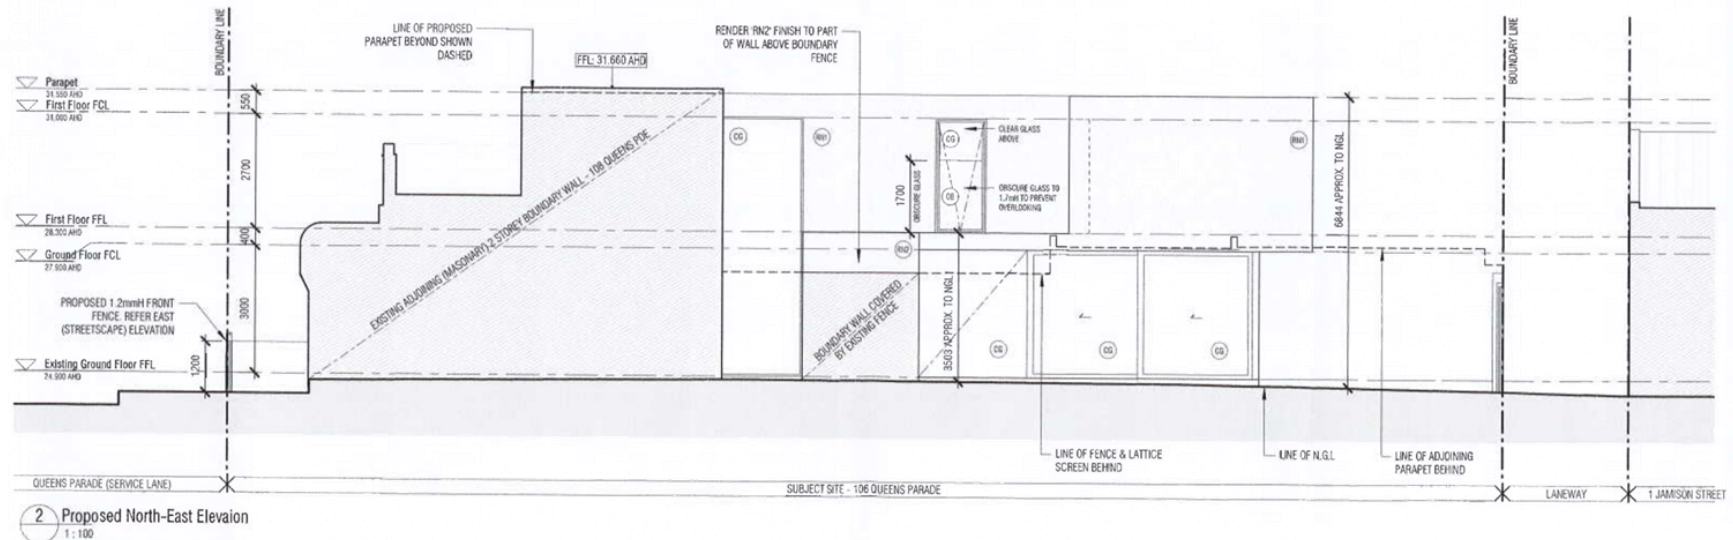 BOUNDARY LINE
LINE OF PROPOSED
PARAPET BEYOND SHOWN
DASHED
FFL: 31.660 AHD
RENDER 'RN2' FINISH TO PART
OF WALL ABOVE BOUNDARY
FENCE
BOUNDARY LINE
Parapet
31.550 AHD
First Floor FCL
31.000 AHD
First Floor FFL
28.300 AHD
Ground Floor FCL
27.900 AHD
Existing Ground Floor FFL
24.900 AHD
550
2700
400
3000
1200
PROPOSED 1.2mmH FRONT
FENCE. REFER EAST
(STREETSCAPE) ELEVATION
EXISTING ADJOINING (MASONARY) 2 STOREY BOUNDARY WALL - 108 QUEENS PDE
CG
RN1
CG
CLEAR GLASS
ABOVE
1700
OBSCURE GLASS
OBSCURE GLASS TO
1.7mH TO PREVENT
OVERLOOKING
RN1
6844 APPROX. TO NGL
RN2
BOUNDARY WALL COVERED
BY EXISTING FENCE
3503 APPROX. TO NGL
CG
CG
CG
LINE OF FENCE & LATTICE
SCREEN BEHIND
LINE OF N.G.L
LINE OF ADJOINING
PARAPET BEHIND
QUEENS PARADE (SERVICE LANE)
SUBJECT SITE - 106 QUEENS PARADE
LANEWAY
1 JAMISON STREET
2
Proposed North-East Elevaion
1 : 100